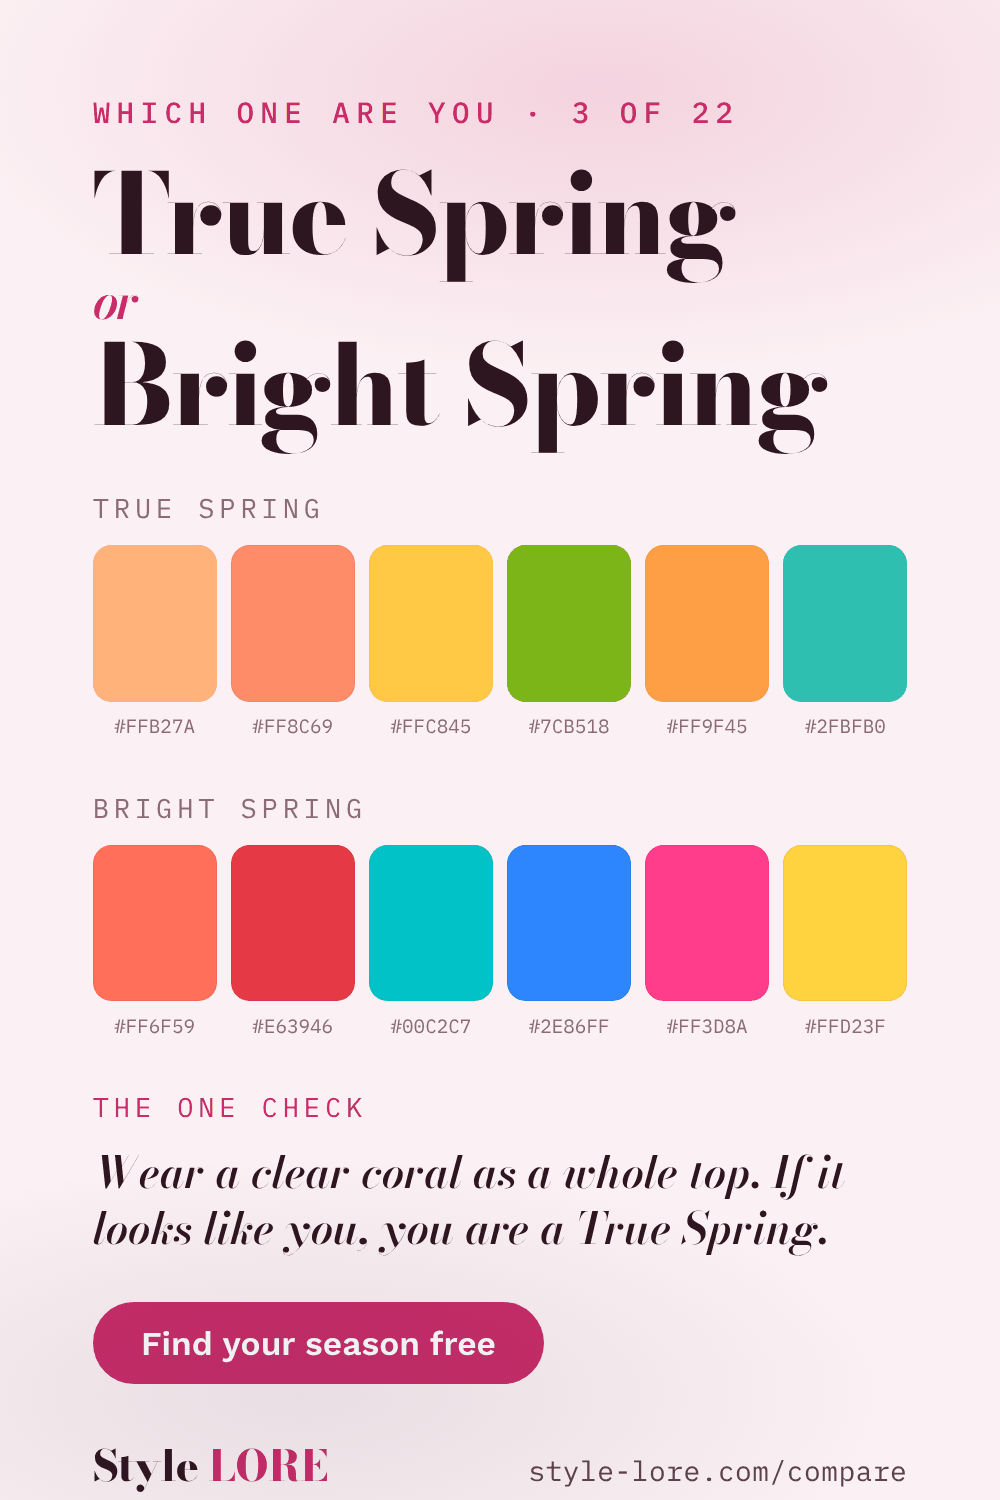 WHICH ONE ARE YOU · 3 OF 22
True Spring
or
Bright Spring
TRUE SPRING
#FFB27A #FF8C69 #FFC845 #7CB518 #FF9F45 #2FBFB0
BRIGHT SPRING
#FF6F59 #E63946 #00C2C7 #2E86FF #FF3D8A #FFD23F
THE ONE CHECK
Wear a clear coral as a whole top. If it
looks like you, you are a True Spring.
Find your season free
Style LORE style-lore.com/compare